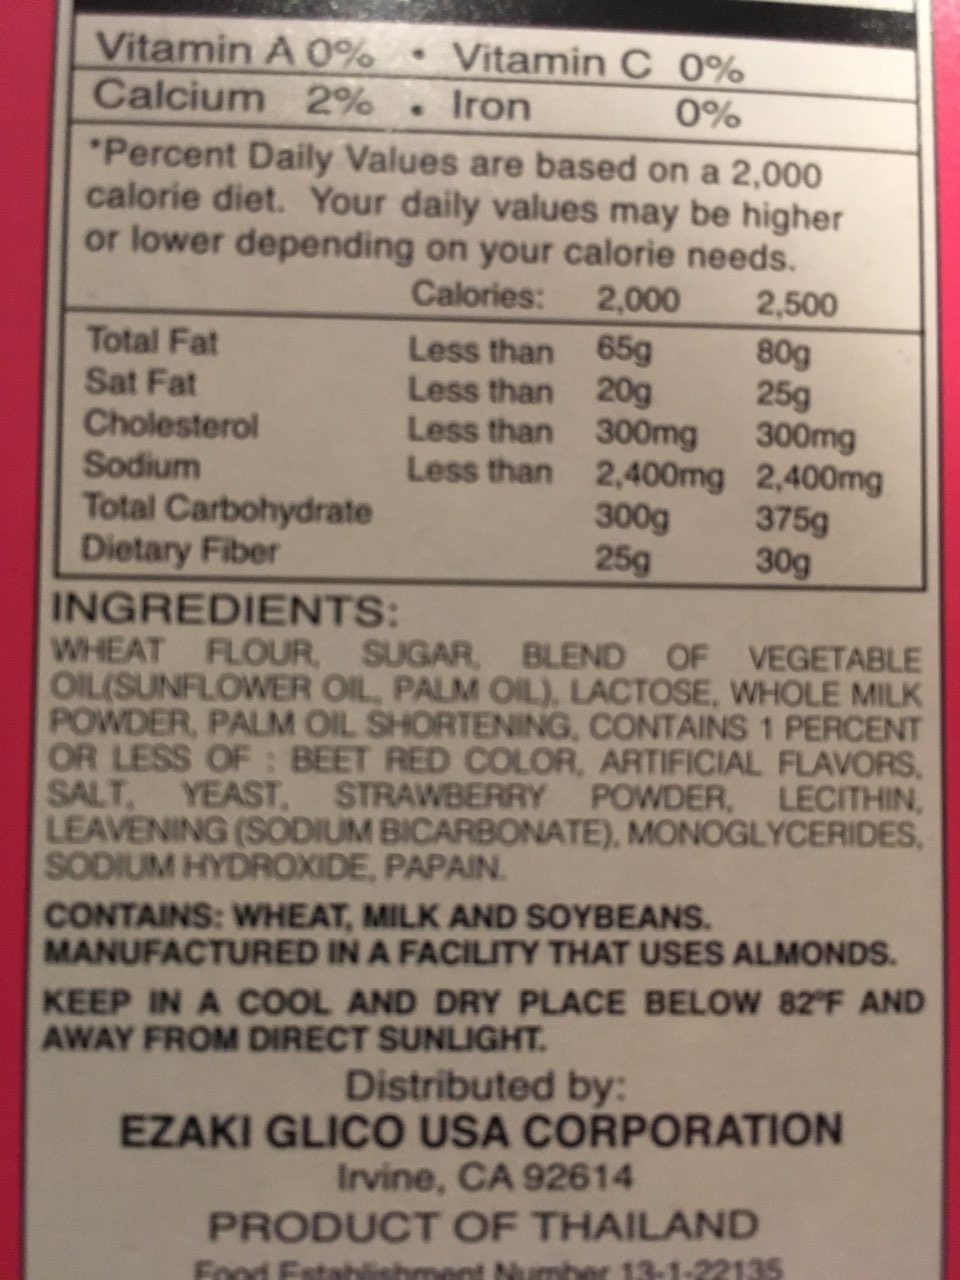 Vitamin A 0% • Vitamin C 0%
Calcium 2% • Iron 0%
*Percent Daily Values are based on a 2,000
calorie diet. Your daily values may be higher
or lower depending on your calorie needs.
Calories: 2,000 2,500
Total Fat Less than 65g 80g
Sat Fat Less than 20g 25g
Cholesterol Less than 300mg 300mg
Sodium Less than 2,400mg 2,400mg
Total Carbohydrate 300g 375g
Dietary Fiber 25g 30g
INGREDIENTS:
WHEAT FLOUR, SUGAR, BLEND OF VEGETABLE
OIL(SUNFLOWER OIL, PALM OIL), LACTOSE, WHOLE MILK
POWDER, PALM OIL SHORTENING, CONTAINS 1 PERCENT
OR LESS OF : BEET RED COLOR, ARTIFICIAL FLAVORS,
SALT, YEAST, STRAWBERRY POWDER, LECITHIN,
LEAVENING (SODIUM BICARBONATE), MONOGLYCERIDES,
SODIUM HYDROXIDE, PAPAIN.
CONTAINS: WHEAT, MILK AND SOYBEANS.
MANUFACTURED IN A FACILITY THAT USES ALMONDS.
KEEP IN A COOL AND DRY PLACE BELOW 82°F AND
AWAY FROM DIRECT SUNLIGHT.
Distributed by:
EZAKI GLICO USA CORPORATION
Irvine, CA 92614
PRODUCT OF THAILAND
Food Establishment Number 13-1-22135